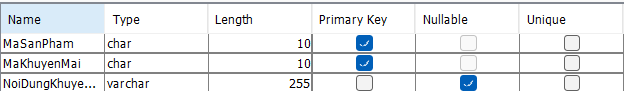 Name Type Length Primary Key Nullable Unique
MaSanPham char 10
MaKhuyenMai char 10
NoiDungKhuye... varchar 255